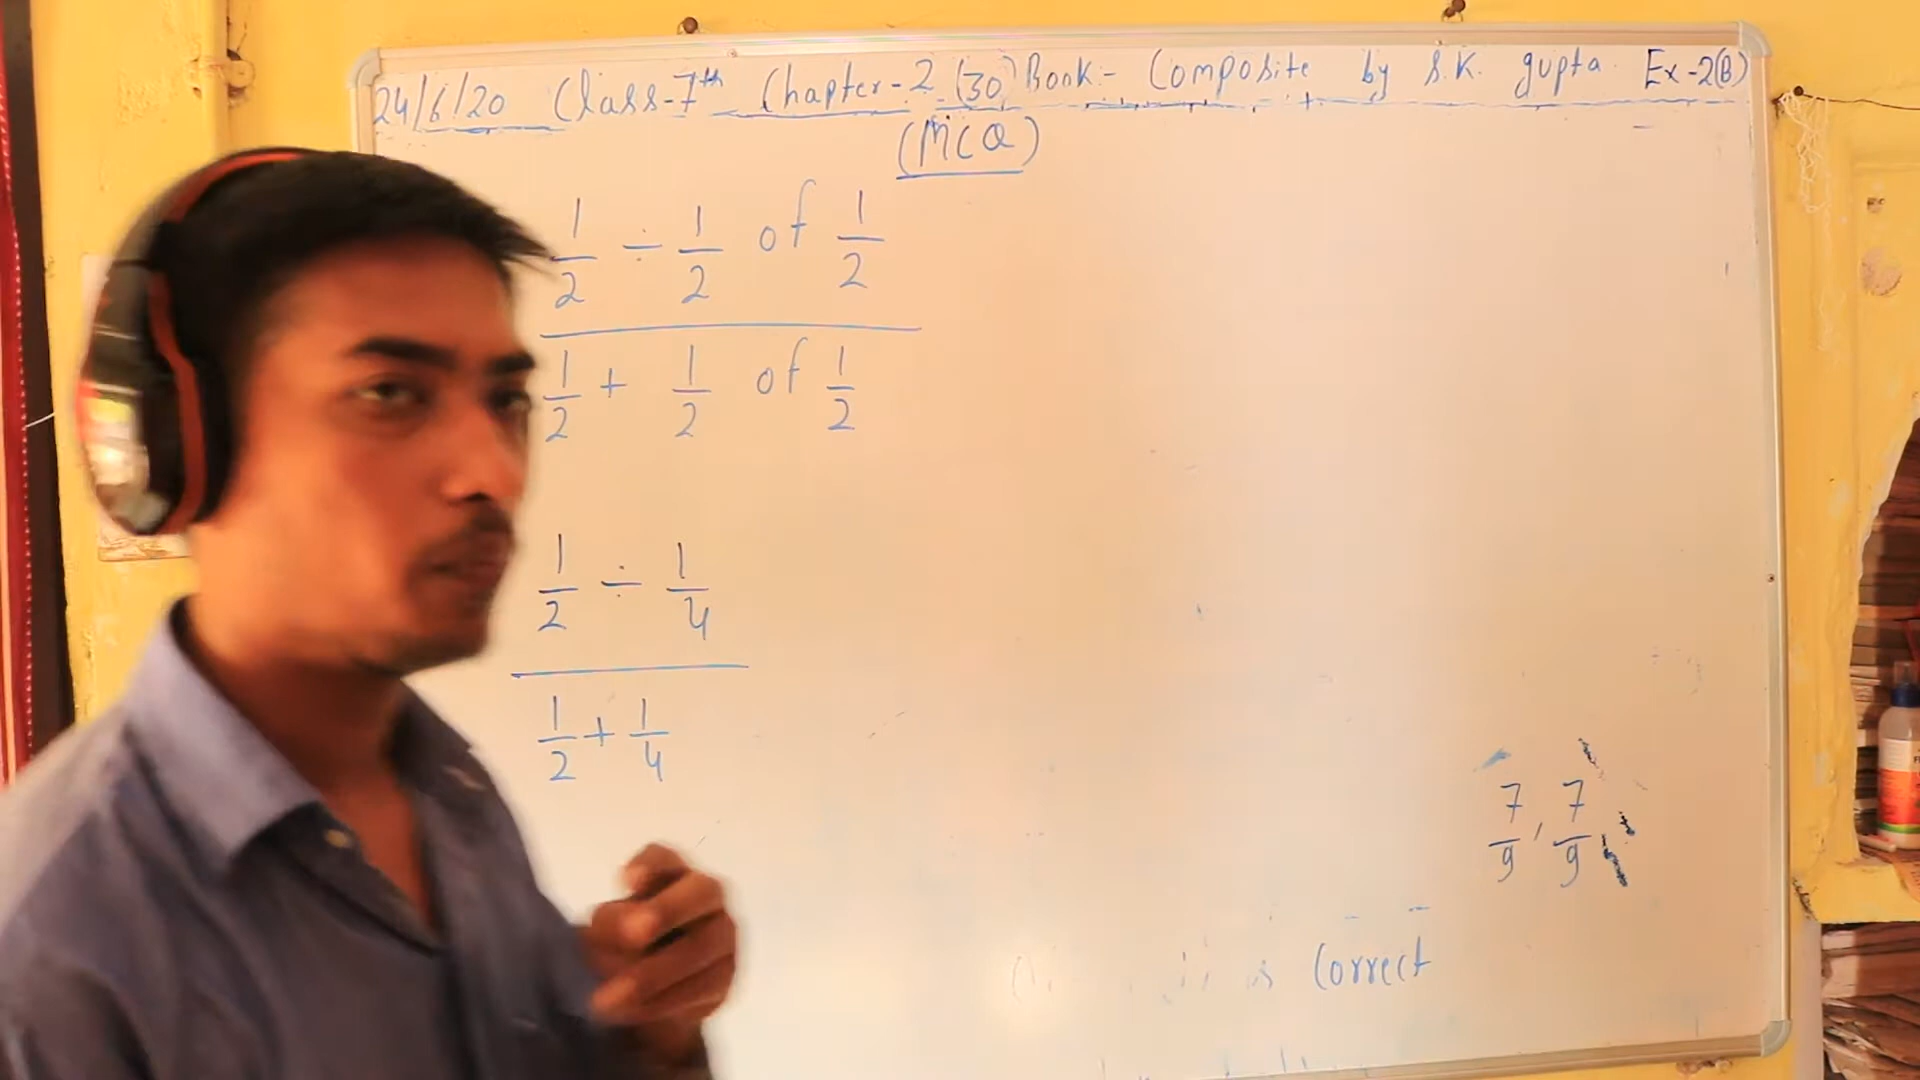 24/6/20 Class-7th Chapter-2 (30) Book- Composite by S.K. gupta Ex-2(B)
(MCQ)
1/2 ÷ 1/2 of 1/2
1/2 + 1/2 of 1/2
1/2 ÷ 1/4
1/2 + 1/4
7/9, 7/9
is correct